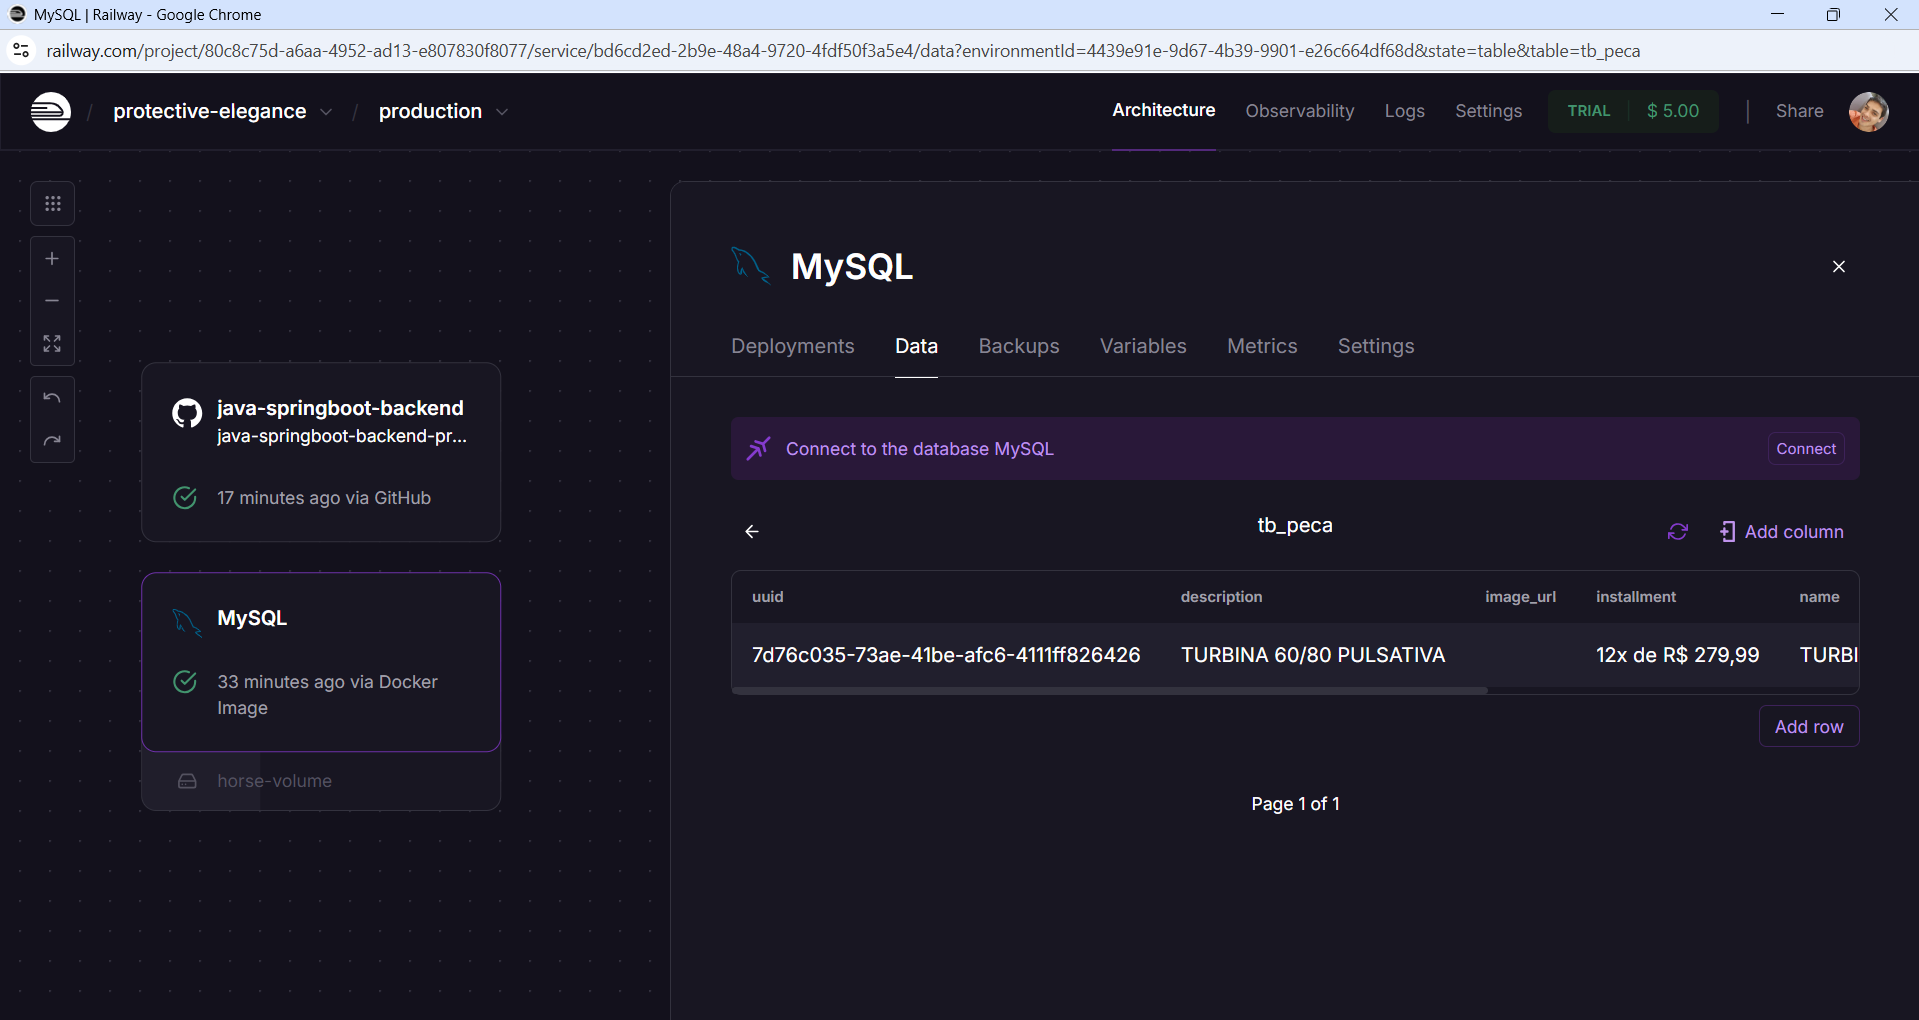 MySQL | Railway - Google Chrome
railway.com/project/80c8c75d-a6aa-4952-ad13-e807830f8077/service/bd6cd2ed-2b9e-48a4-9720-4fdf50f3a5e4/data?environmentId=4439e91e-9d67-4b39-9901-e26c664df68d&state=table&table=tb_peca
/ protective-elegance / production
Architecture Observability Logs Settings TRIAL $ 5.00 | Share
java-springboot-backend
java-springboot-backend-pr...
17 minutes ago via GitHub
MySQL
33 minutes ago via Docker
Image
horse-volume
MySQL
Deployments Data Backups Variables Metrics Settings
Connect to the database MySQL Connect
tb_peca Add column
uuid description image_url installment name
7d76c035-73ae-41be-afc6-4111ff826426 TURBINA 60/80 PULSATIVA 12x de R$ 279,99 TURBI
Add row
Page 1 of 1